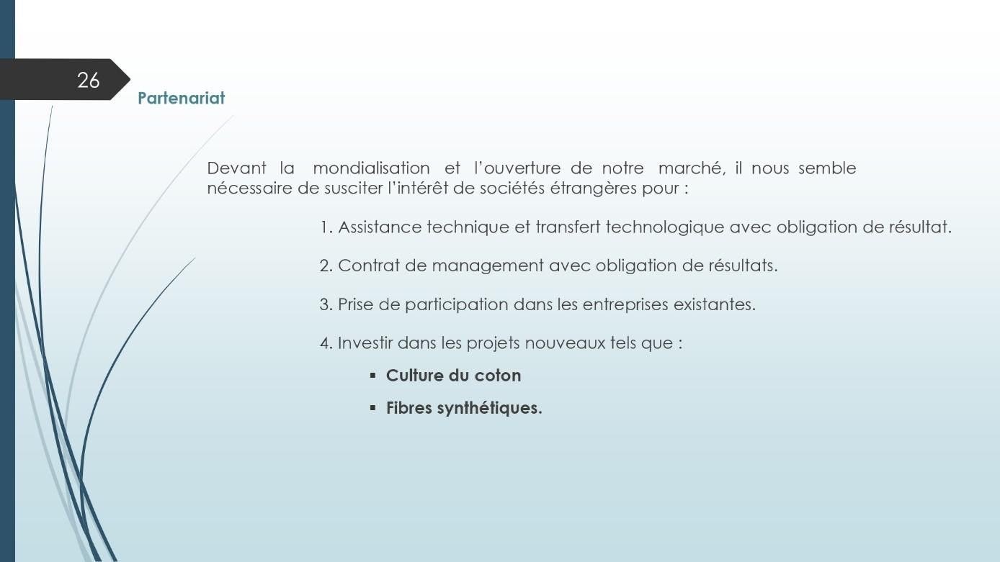 26
Partenariat
Devant la mondialisation et l’ouverture de notre marché, il nous semble
nécessaire de susciter l’intérêt de sociétés étrangères pour :
1. Assistance technique et transfert technologique avec obligation de résultat.
2. Contrat de management avec obligation de résultats.
3. Prise de participation dans les entreprises existantes.
4. Investir dans les projets nouveaux tels que :
▪ Culture du coton
▪ Fibres synthétiques.